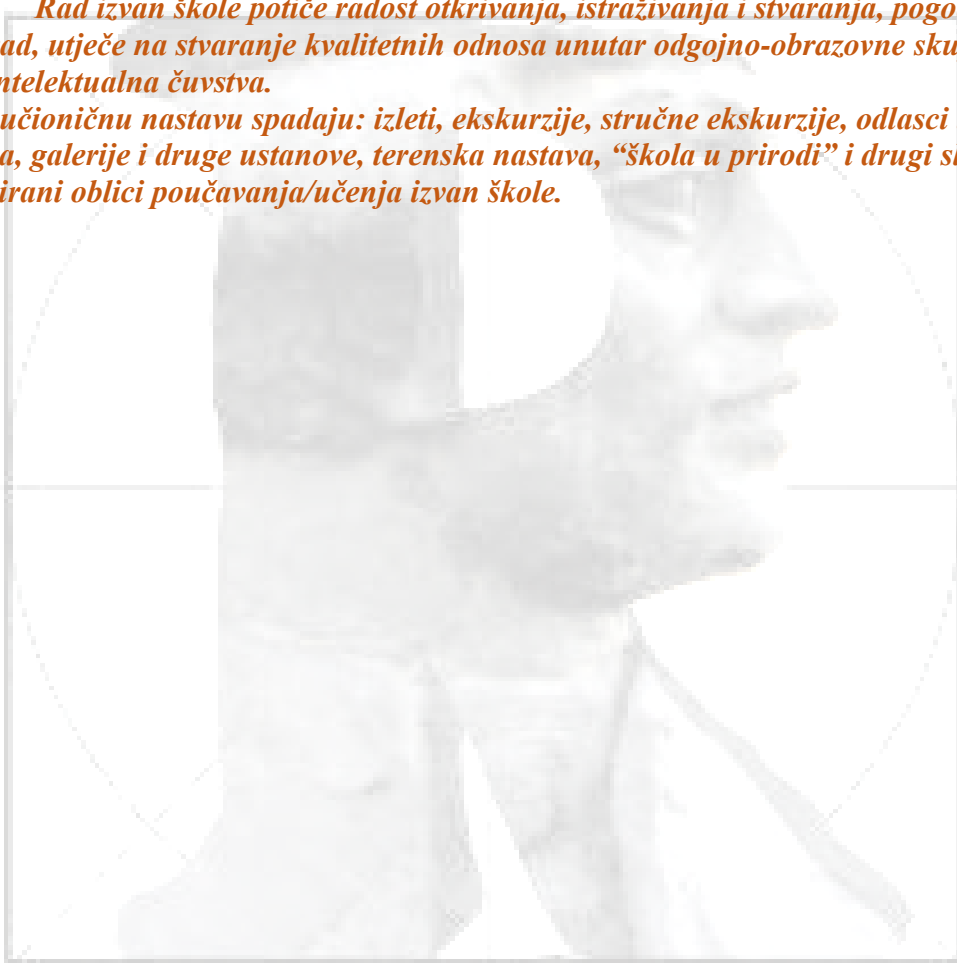 Rad izvan škole potiče radost otkrivanja, istraživanja i stvaranja, pogo
ad, utječe na stvaranje kvalitetnih odnosa unutar odgojno-obrazovne sku
ntelektualna čuvstva.
učioničnu nastavu spadaju: izleti, ekskurzije, stručne ekskurzije, odlasci
a, galerije i druge ustanove, terenska nastava, “škola u prirodi” i drugi sl
irani oblici poučavanja/učenja izvan škole.